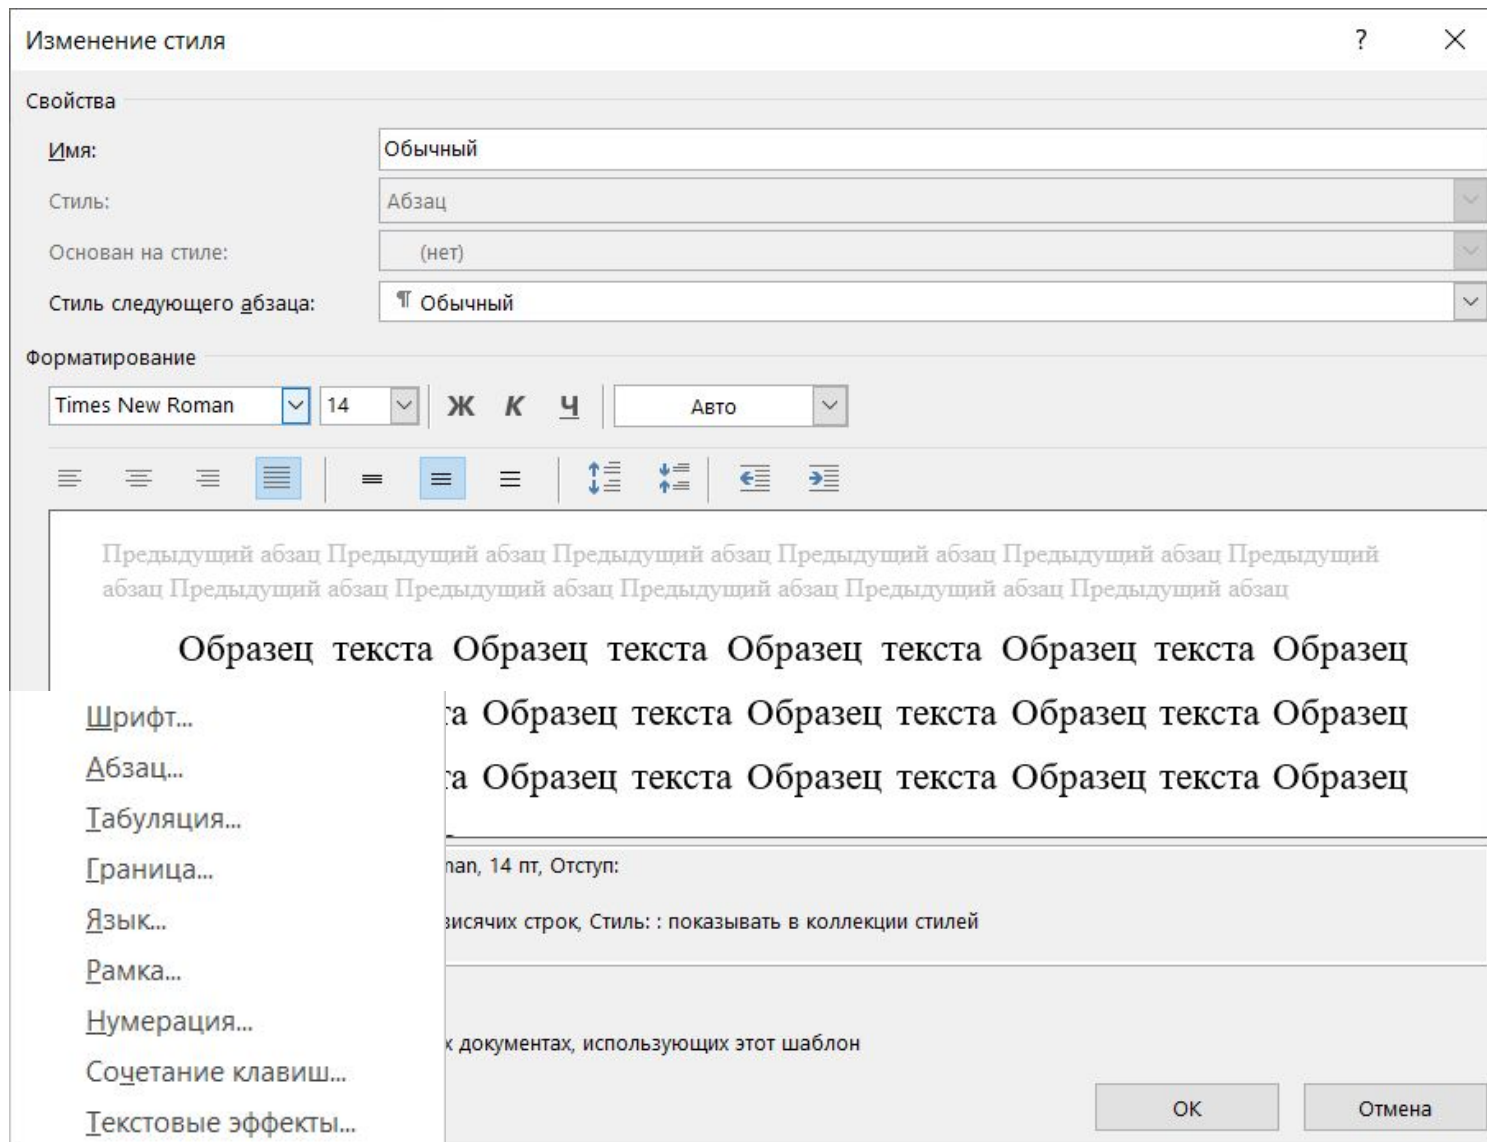 Изменение стиля ?
Свойства
Имя: Обычный
Стиль: Абзац
Основан на стиле: (нет)
Стиль следующего абзаца: ¶ Обычный
Форматирование
Times New Roman 14 Ж К Ч Авто
Предыдущий абзац Предыдущий абзац Предыдущий абзац Предыдущий абзац Предыдущий абзац Предыдущий
абзац Предыдущий абзац Предыдущий абзац Предыдущий абзац Предыдущий абзац Предыдущий абзац
Образец текста Образец текста Образец текста Образец текста Образец
Образец текста Образец текста Образец текста Образец
Образец текста Образец текста Образец текста Образец
14 пт, Отступ:
висячих строк, Стиль: : показывать в коллекции стилей
документах, использующих этот шаблон
Шрифт...
Абзац...
Табуляция...
Граница...
Язык...
Рамка...
Нумерация...
Сочетание клавиш...
Текстовые эффекты...
ОК Отмена